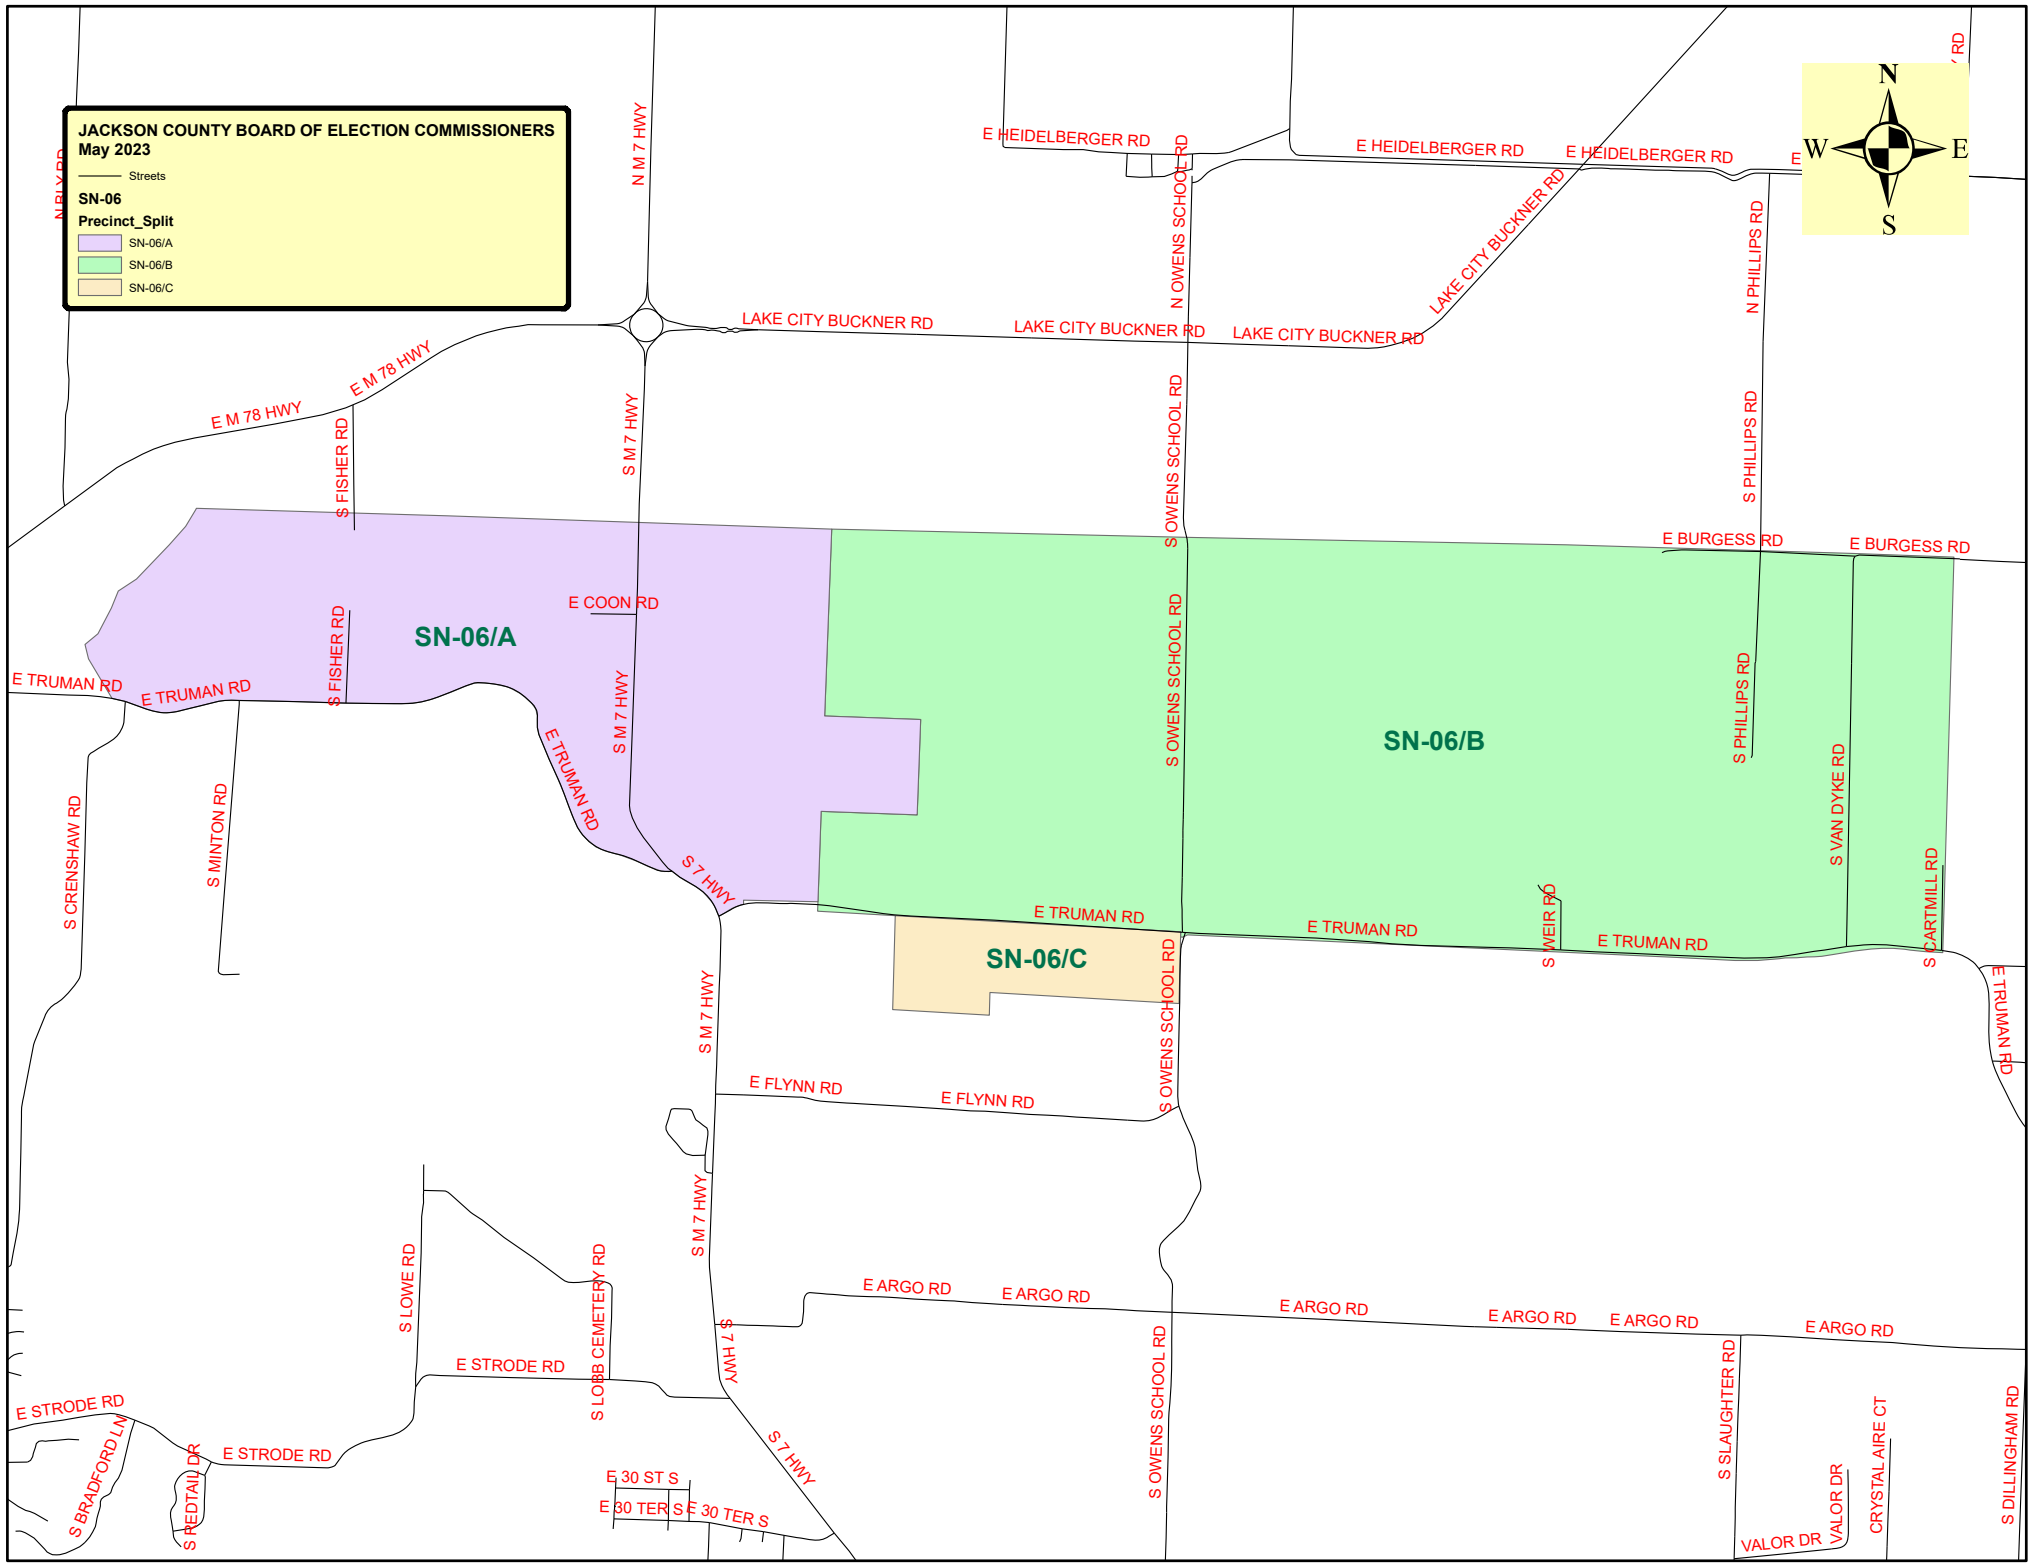 JACKSON COUNTY BOARD OF ELECTION COMMISSIONERS
May 2023
Streets
SN-06
Precinct_Split
SN-06/A
SN-06/B
SN-06/C
N
W
E
S
RD
N BLY RD
N M 7 HWY
E HEIDELBERGER RD
E HEIDELBERGER RD
E HEIDELBERGER RD
E
N OWENS SCHOOL RD
LAKE CITY BUCKNER RD
N PHILLIPS RD
LAKE CITY BUCKNER RD
LAKE CITY BUCKNER RD
LAKE CITY BUCKNER RD
E M 78 HWY
E M 78 HWY
S FISHER RD
S M 7 HWY
S OWENS SCHOOL RD
S PHILLIPS RD
E BURGESS RD
E BURGESS RD
E COON RD
SN-06/A
S FISHER RD
E TRUMAN RD
E TRUMAN RD
S M 7 HWY
E TRUMAN RD
S OWENS SCHOOL RD
SN-06/B
S PHILLIPS RD
S VAN DYKE RD
S CRENSHAW RD
S MINTON RD
S 7 HWY
S CARTMILL RD
S WEIR RD
E TRUMAN RD
E TRUMAN RD
E TRUMAN RD
SN-06/C
S M 7 HWY
S OWENS SCHOOL RD
E TRUMAN RD
E FLYNN RD
E FLYNN RD
S M 7 HWY
S LOWE RD
S LOBB CEMETERY RD
E ARGO RD
E ARGO RD
E ARGO RD
E ARGO RD
E ARGO RD
E ARGO RD
S 7 HWY
E STRODE RD
S OWENS SCHOOL RD
S SLAUGHTER RD
E STRODE RD
S BRADFORD LN
S REDTAIL DR
E STRODE RD
S 7 HWY
E 30 ST S
E 30 TER S
E 30 TER S
CRYSTAL AIRE CT
S DILLINGHAM RD
VALOR DR
VALOR DR